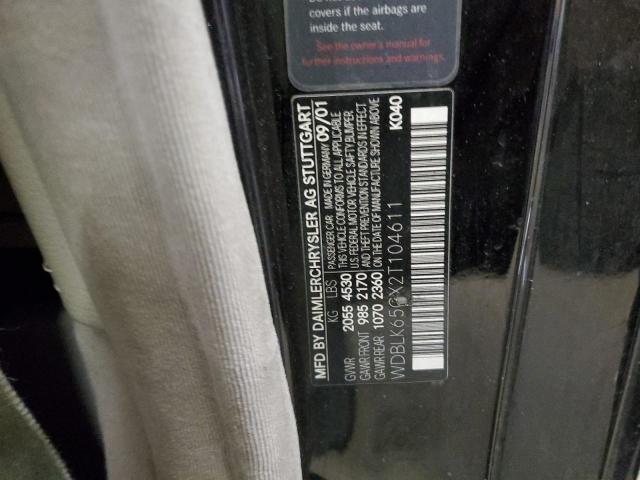 covers if the airbags are
inside the seat.
See the owner's manual for
further instructions and warnings.
MFD BY DAIMLERCHRYSLER AG STUTTGART
PASSENGER CAR MADE IN GERMANY 09/01
KG LBS
THIS VEHICLE CONFORMS TO ALL APPLICABLE
GVWR 2055 4530 U.S. FEDERAL MOTOR VEHICLE SAFETY BUMPER
GAWR FRONT 985 2170 AND THEFT PREVENTION STANDARDS IN EFFECT
GAWR REAR 1070 2360 ON THE DATE OF MANUFACTURE SHOWN ABOVE
WDBLK65GX2T104611 K040